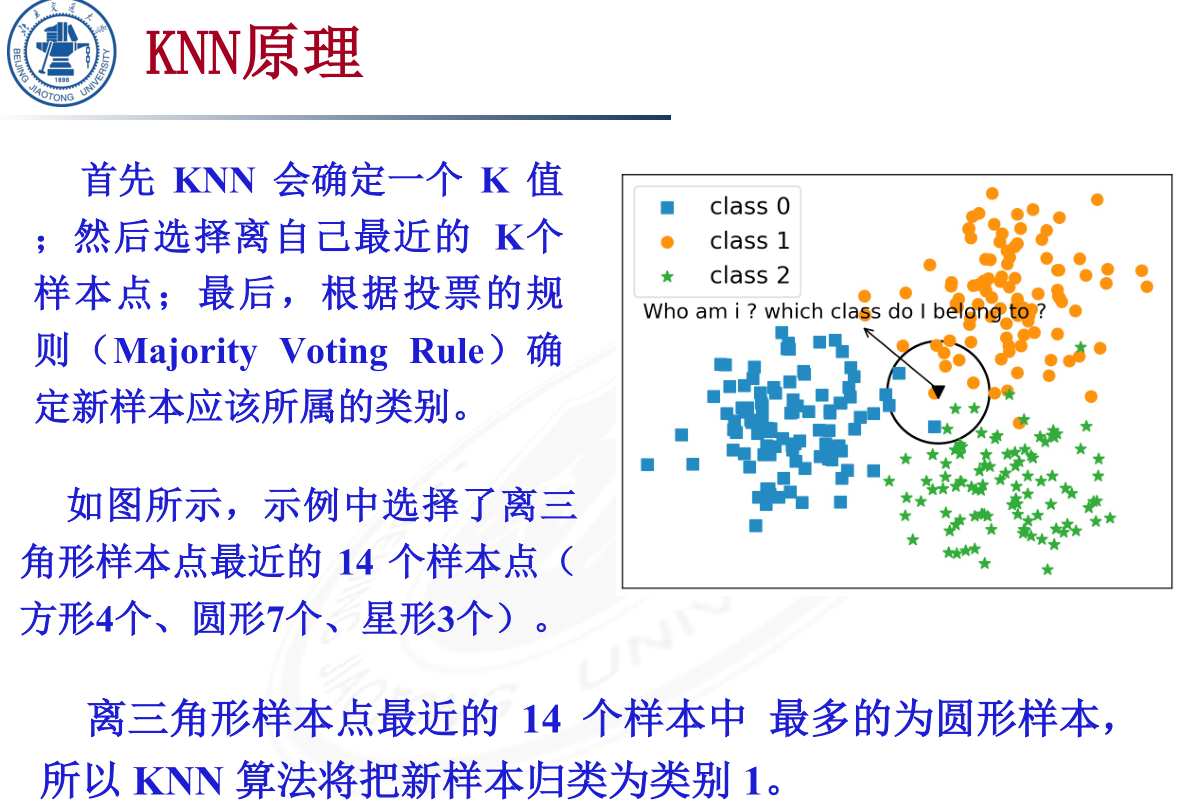 北京交通大学
BEIJING JIAOTONG UNIVERSITY
1896
KNN原理
首先 KNN 会确定一个 K 值
；然后选择离自己最近的 K个
样本点；最后，根据投票的规
则（Majority Voting Rule）确
定新样本应该所属的类别。
如图所示，示例中选择了离三
角形样本点最近的 14 个样本点（
方形4个、圆形7个、星形3个）。
class 0
class 1
class 2
Who am i ? which class do I belong to ?
离三角形样本点最近的 14 个样本中 最多的为圆形样本，
所以 KNN 算法将把新样本归类为类别 1。